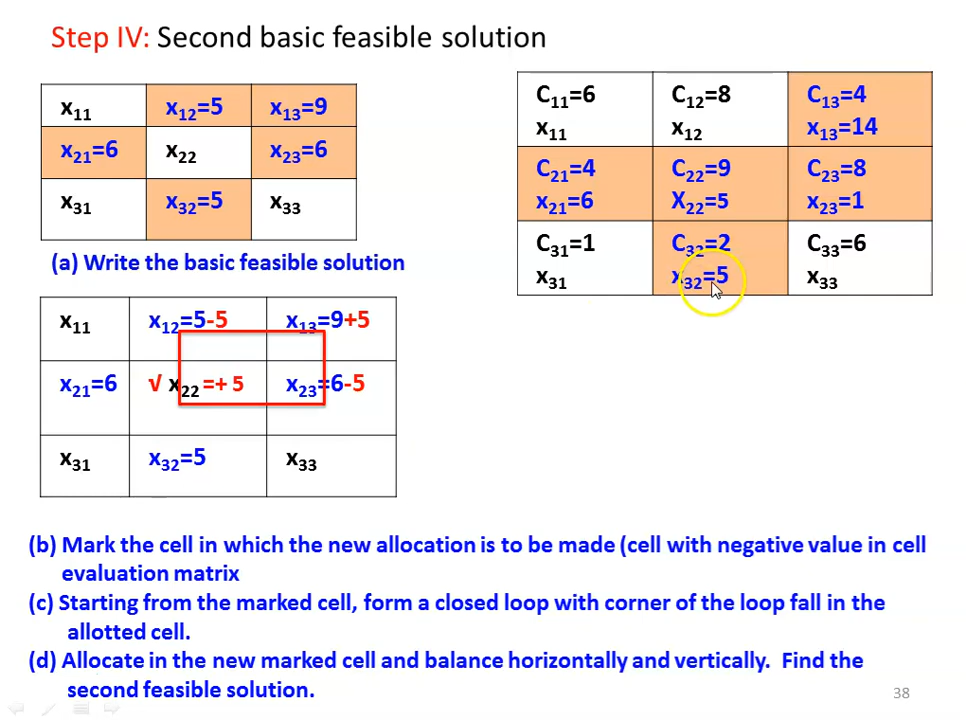 Step IV: Second basic feasible solution
x11 x12=5 x13=9
x21=6 x22 x23=6
x31 x32=5 x33
(a) Write the basic feasible solution
C11=6 C12=8 C13=4
x11 x12 x13=14
C21=4 C22=9 C23=8
x21=6 X22=5 x23=1
C31=1 C32=2 C33=6
x31 x32=5 x33
x11 x12=5-5 x13=9+5
x21=6 √ x22 =+ 5 x23=6-5
x31 x32=5 x33
(b) Mark the cell in which the new allocation is to be made (cell with negative value in cell
evaluation matrix
(c) Starting from the marked cell, form a closed loop with corner of the loop fall in the
allotted cell.
(d) Allocate in the new marked cell and balance horizontally and vertically. Find the
second feasible solution.
38